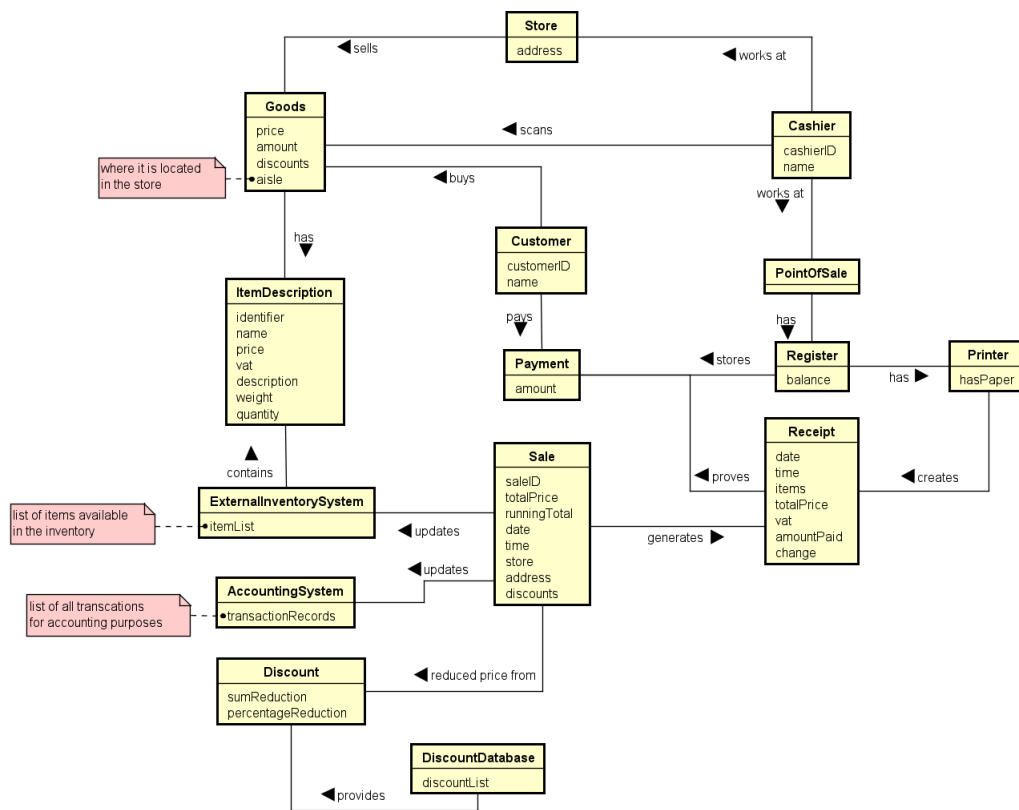 Store
address
sells
works at
Goods
price
amount
discounts
aisle
where it is located
in the store
scans
Cashier
cashierID
name
buys
works at
has
Customer
customerID
name
PointOfSale
ItemDescription
identifier
name
price
vat
description
weight
quantity
pays
has
Payment
amount
stores
Register
balance
has
Printer
hasPaper
contains
Sale
saleID
totalPrice
runningTotal
date
time
store
address
discounts
proves
Receipt
date
time
items
totalPrice
vat
amountPaid
change
creates
ExternalInventorySystem
itemList
list of items available
in the inventory
updates
generates
updates
AccountingSystem
transactionRecords
list of all transcations
for accounting purposes
Discount
sumReduction
percentageReduction
reduced price from
DiscountDatabase
discountList
provides